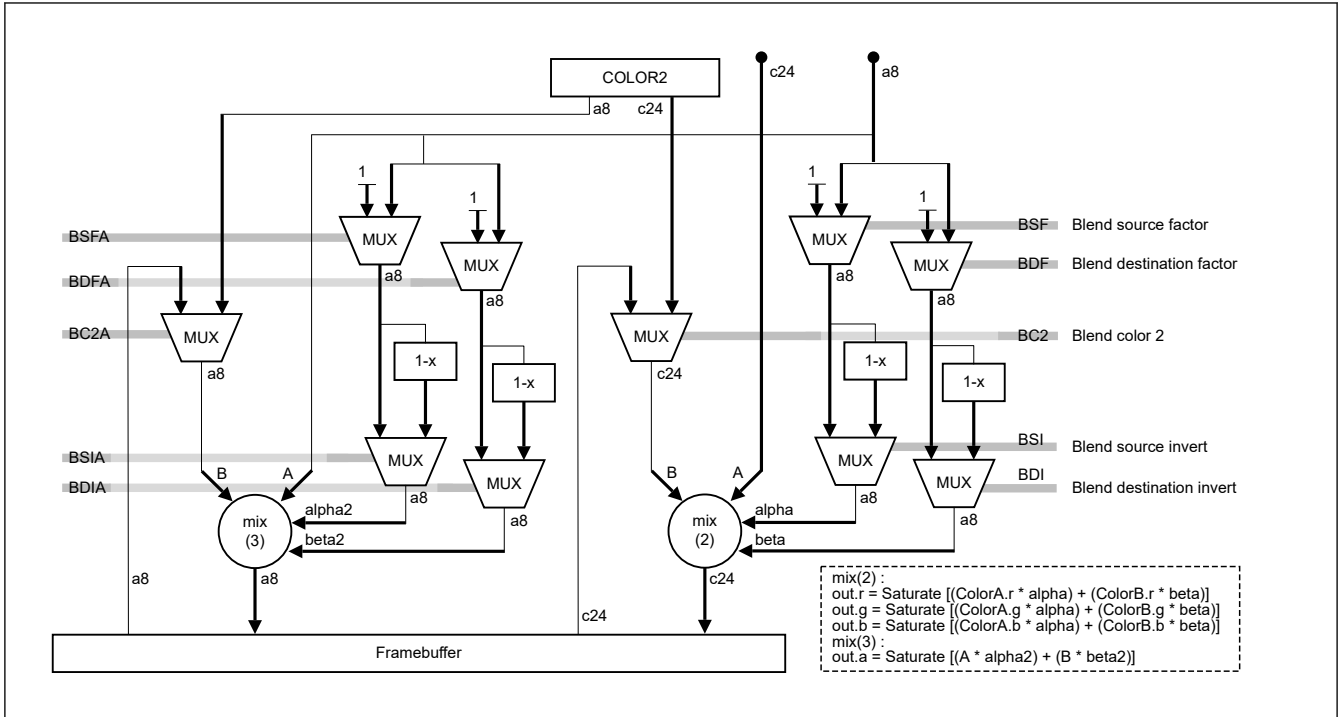 COLOR2
c24
a8
a8
c24
1
1
1
1
BSFA
MUX
MUX
MUX
MUX
BSF
Blend source factor
BDFA
a8
a8
a8
a8
BDF
Blend destination factor
BC2A
MUX
MUX
BC2
Blend color 2
a8
c24
1-x
1-x
1-x
1-x
BSIA
MUX
MUX
MUX
MUX
BSI
Blend source invert
BDIA
B
A
B
A
BDI
Blend destination invert
a8
a8
a8
a8
mix
(3)
alpha2
beta2
mix
(2)
alpha
beta
a8
a8
c24
c24
Framebuffer
mix(2) :
out.r = Saturate [(ColorA.r * alpha) + (ColorB.r * beta)]
out.g = Saturate [(ColorA.g * alpha) + (ColorB.g * beta)]
out.b = Saturate [(ColorA.b * alpha) + (ColorB.b * beta)]
mix(3) :
out.a = Saturate [(A * alpha2) + (B * beta2)]